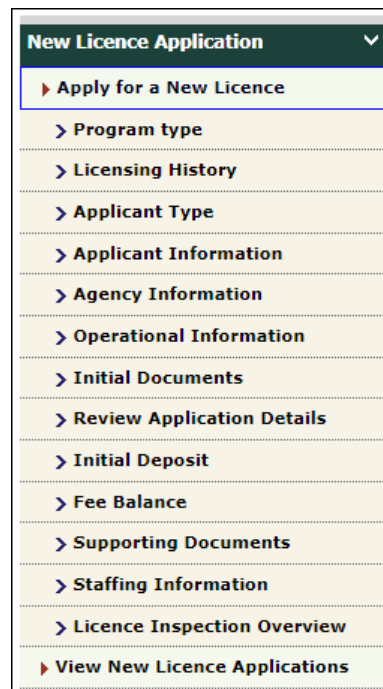 New Licence Application
Apply for a New Licence
Program type
Licensing History
Applicant Type
Applicant Information
Agency Information
Operational Information
Initial Documents
Review Application Details
Initial Deposit
Fee Balance
Supporting Documents
Staffing Information
Licence Inspection Overview
View New Licence Applications